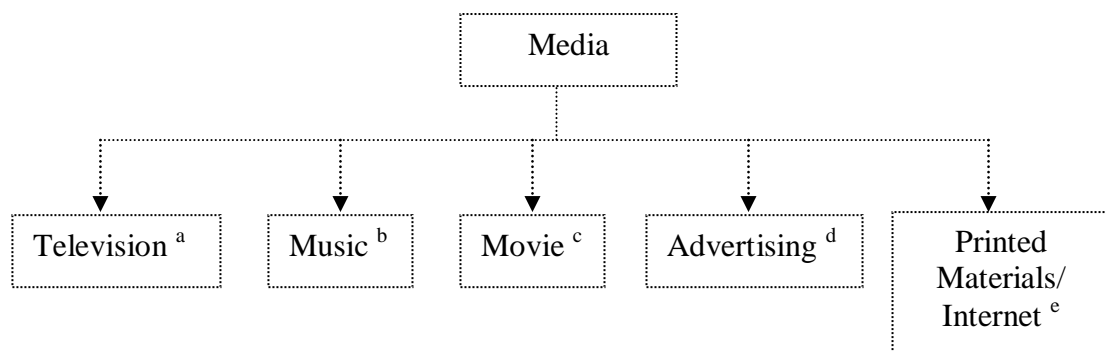 Media
Television ᵃ
Music ᵇ
Movie ᶜ
Advertising ᵈ
Printed
Materials/
Internet ᵉ